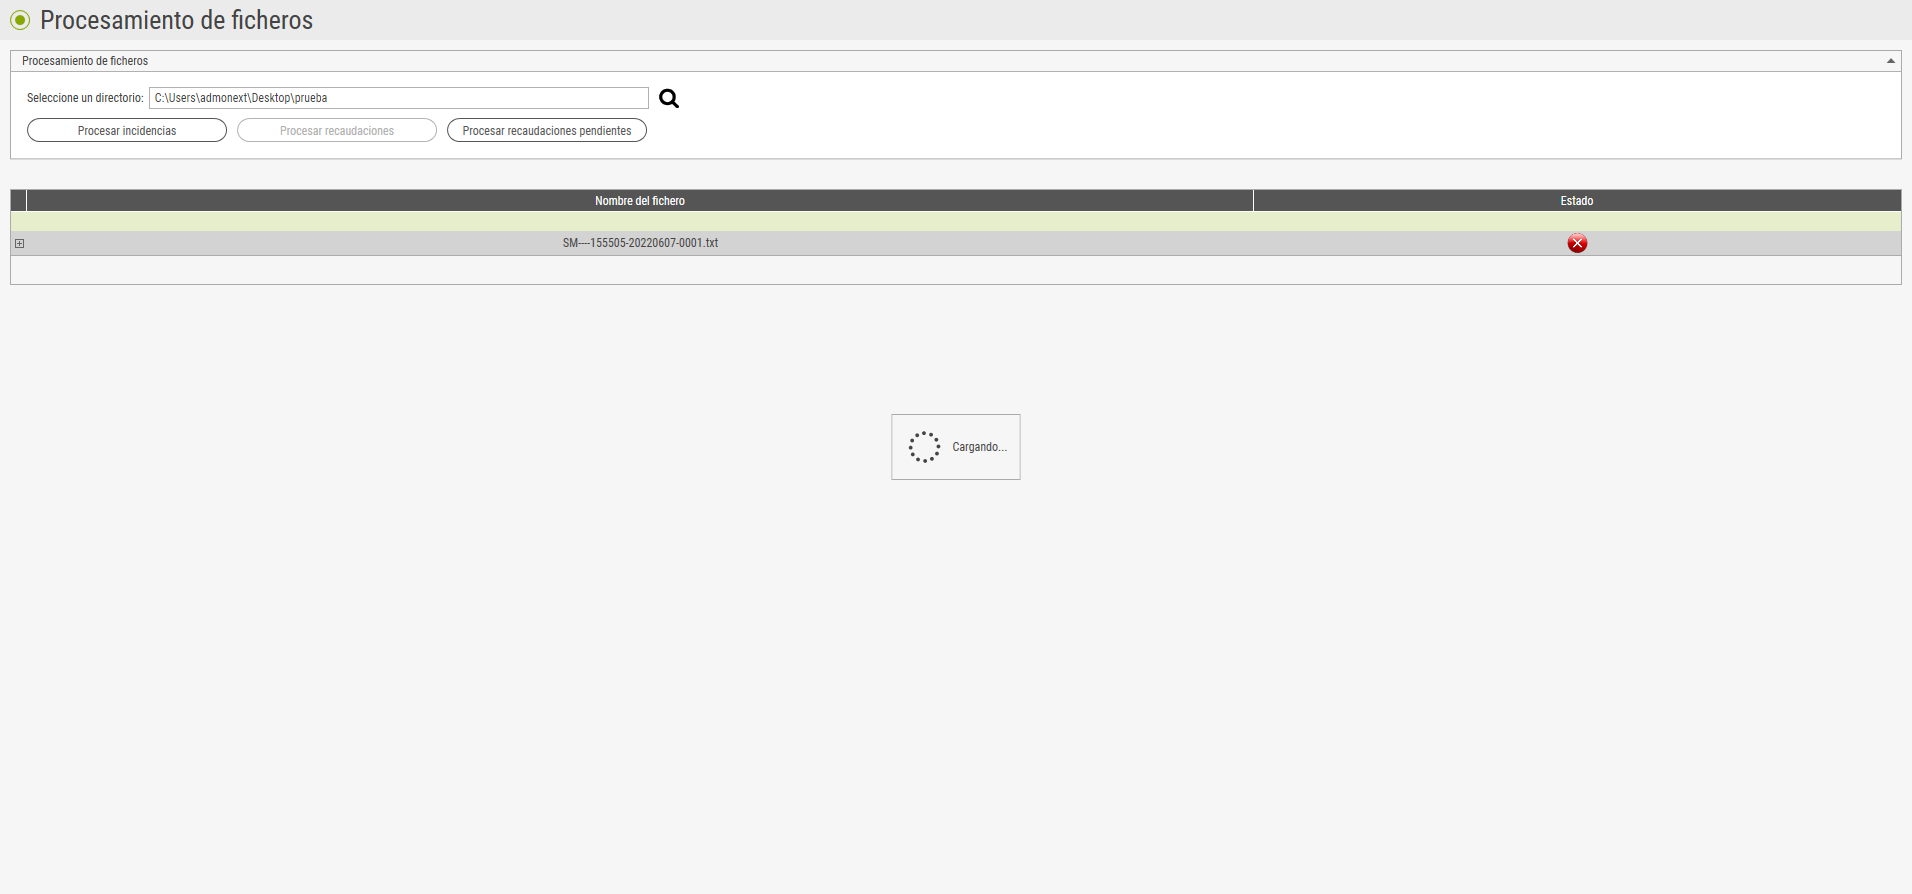 Procesamiento de ficheros
Procesamiento de ficheros
Seleccione un directorio: C:\Users\admonext\Desktop\prueba
Procesar incidencias Procesar recaudaciones Procesar recaudaciones pendientes
Nombre del fichero Estado
SM----155505-20220607-0001.txt
Cargando...